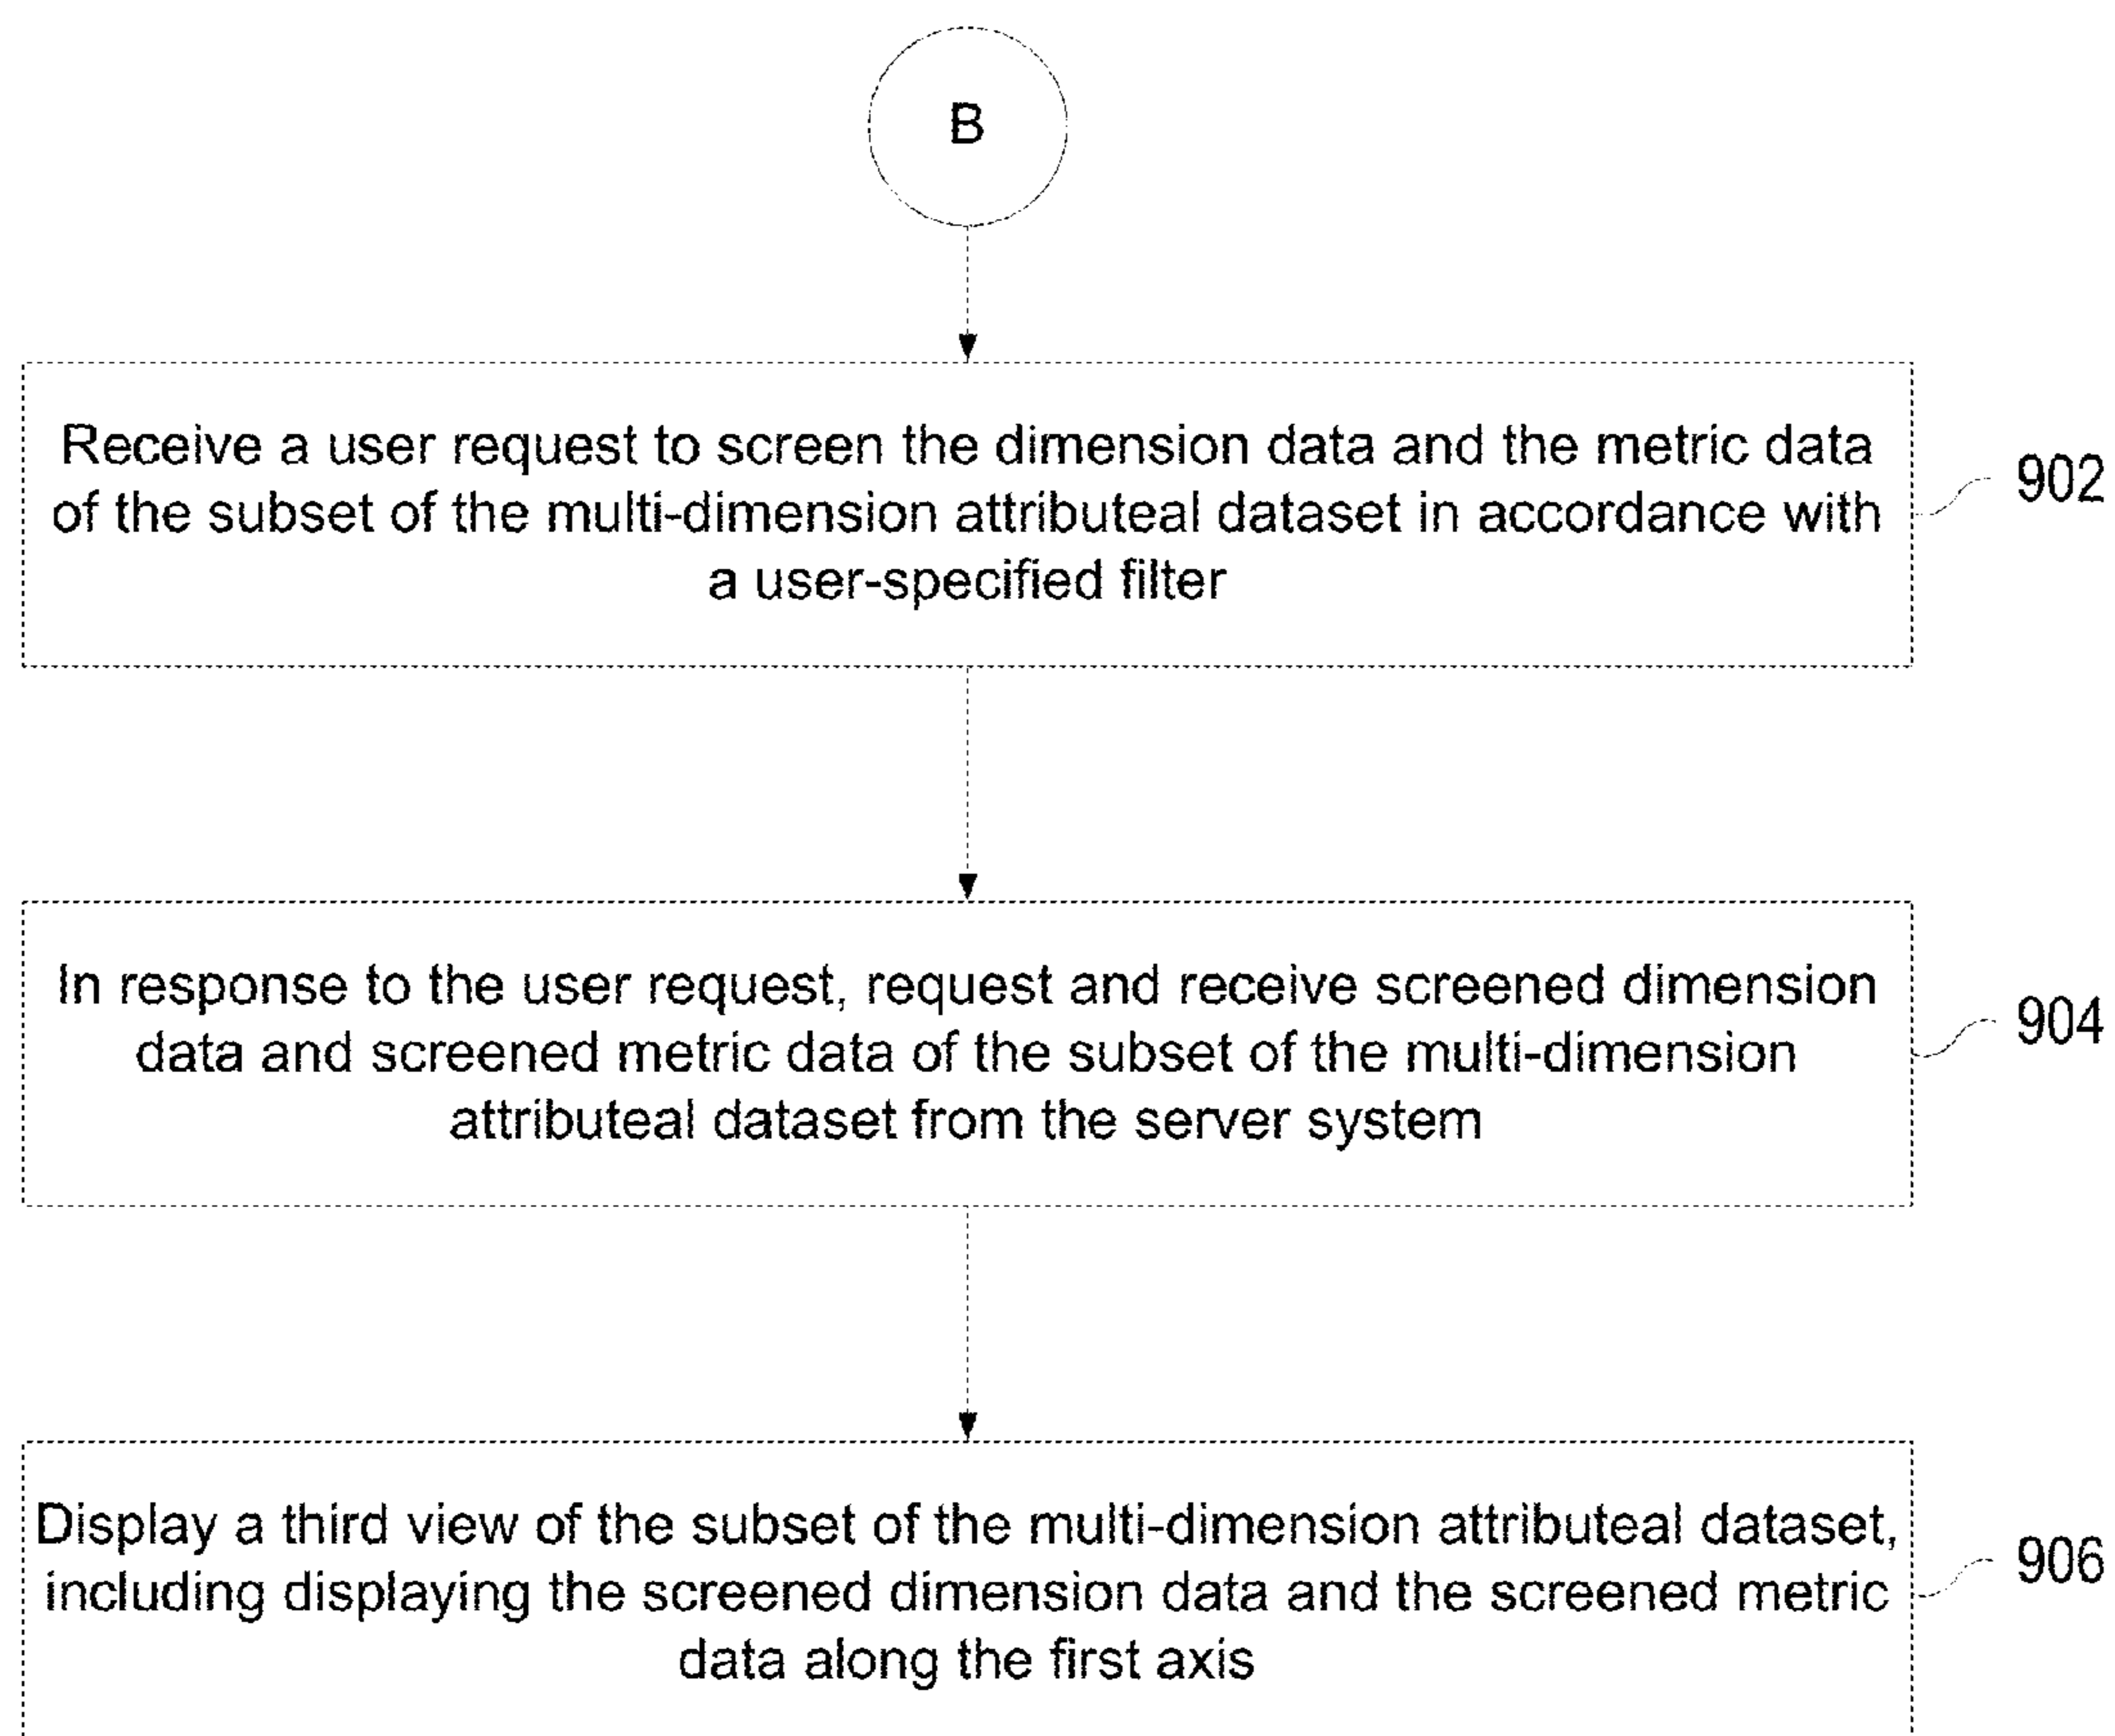 B
Receive a user request to screen the dimension data and the metric data
of the subset of the multi-dimension attributeal dataset in accordance with
a user-specified filter
902
In response to the user request, request and receive screened dimension
data and screened metric data of the subset of the multi-dimension
attributeal dataset from the server system
904
Display a third view of the subset of the multi-dimension attributeal dataset,
including displaying the screened dimension data and the screened metric
data along the first axis
906